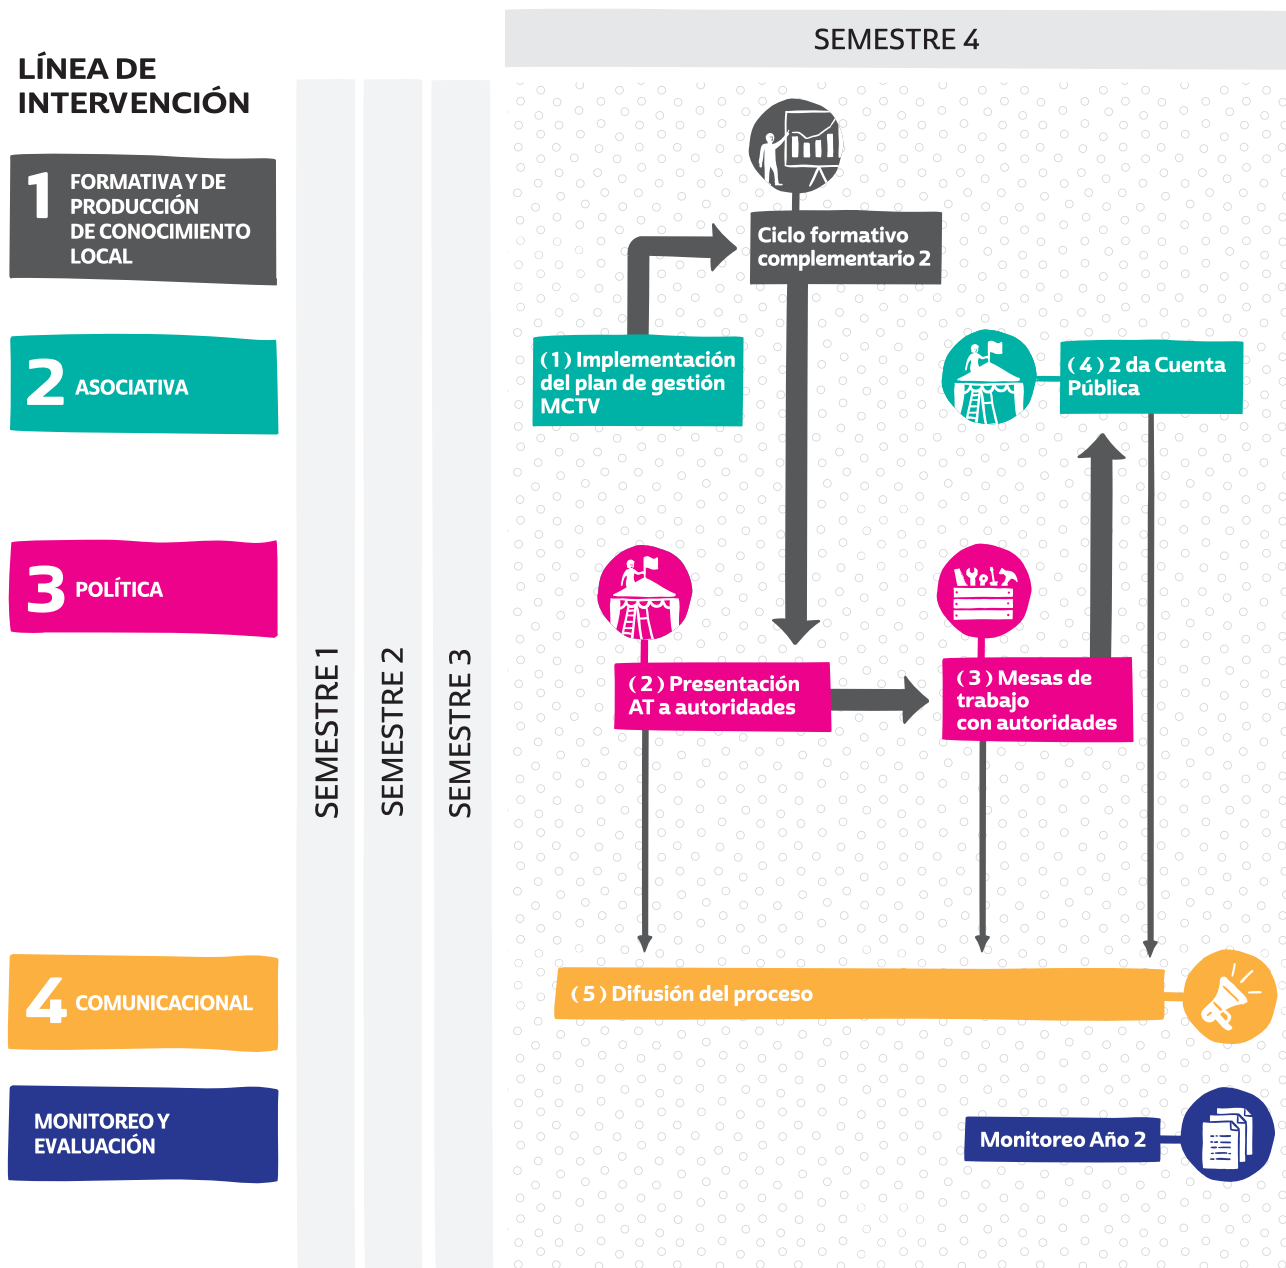 SEMESTRE 4
LÍNEA DE
INTERVENCIÓN
1
FORMATIVA Y DE
PRODUCCIÓN
DE CONOCIMIENTO
LOCAL
2
ASOCIATIVA
3
POLÍTICA
4
COMUNICACIONAL
MONITOREO Y
EVALUACIÓN
SEMESTRE 1
SEMESTRE 2
SEMESTRE 3
Ciclo formativo
complementario 2
( 1 ) Implementación
del plan de gestión
MCTV
( 4 ) 2 da Cuenta
Pública
( 2 ) Presentación
AT a autoridades
( 3 ) Mesas de
trabajo
con autoridades
( 5 ) Difusión del proceso
Monitoreo Año 2